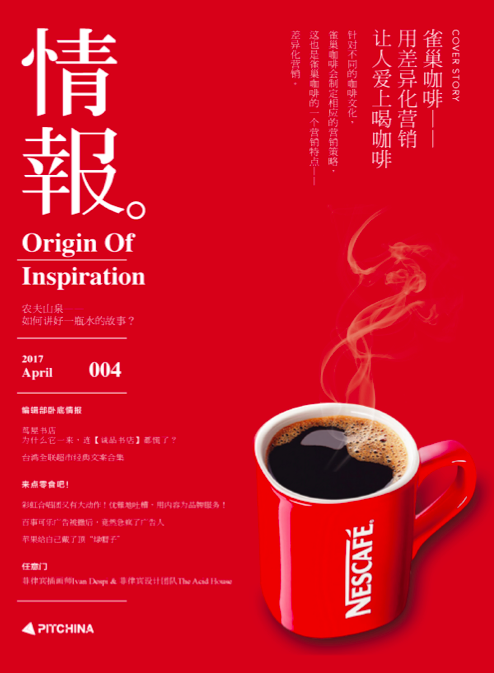 情
報。
Origin Of
Inspiration
农夫山泉——
如何讲好一瓶水的故事？
2017
April
004
编辑部卧底情报
茑屋书店
为什么它一来，连【诚品书店】都慌了？
台湾全联超市经典文案合集
来点零食吧！
彩虹合唱团又有大动作！优雅地吐槽，用内容为品牌服务！
百事可乐广告被撤后，竟然急疯了广告人
苹果给自己戴了顶“绿帽子”
任意门
菲律宾插画师Ivan Despi & 菲律宾设计团队The Acid House
PITCHINA
COVER STORY
雀巢咖啡——
用差异化营销
让人爱上喝咖啡
针对不同的咖啡文化，
雀巢咖啡会制定相应的营销策略，
这也是雀巢咖啡的一个营销特点——
差异化营销。
NESCAFÉ.